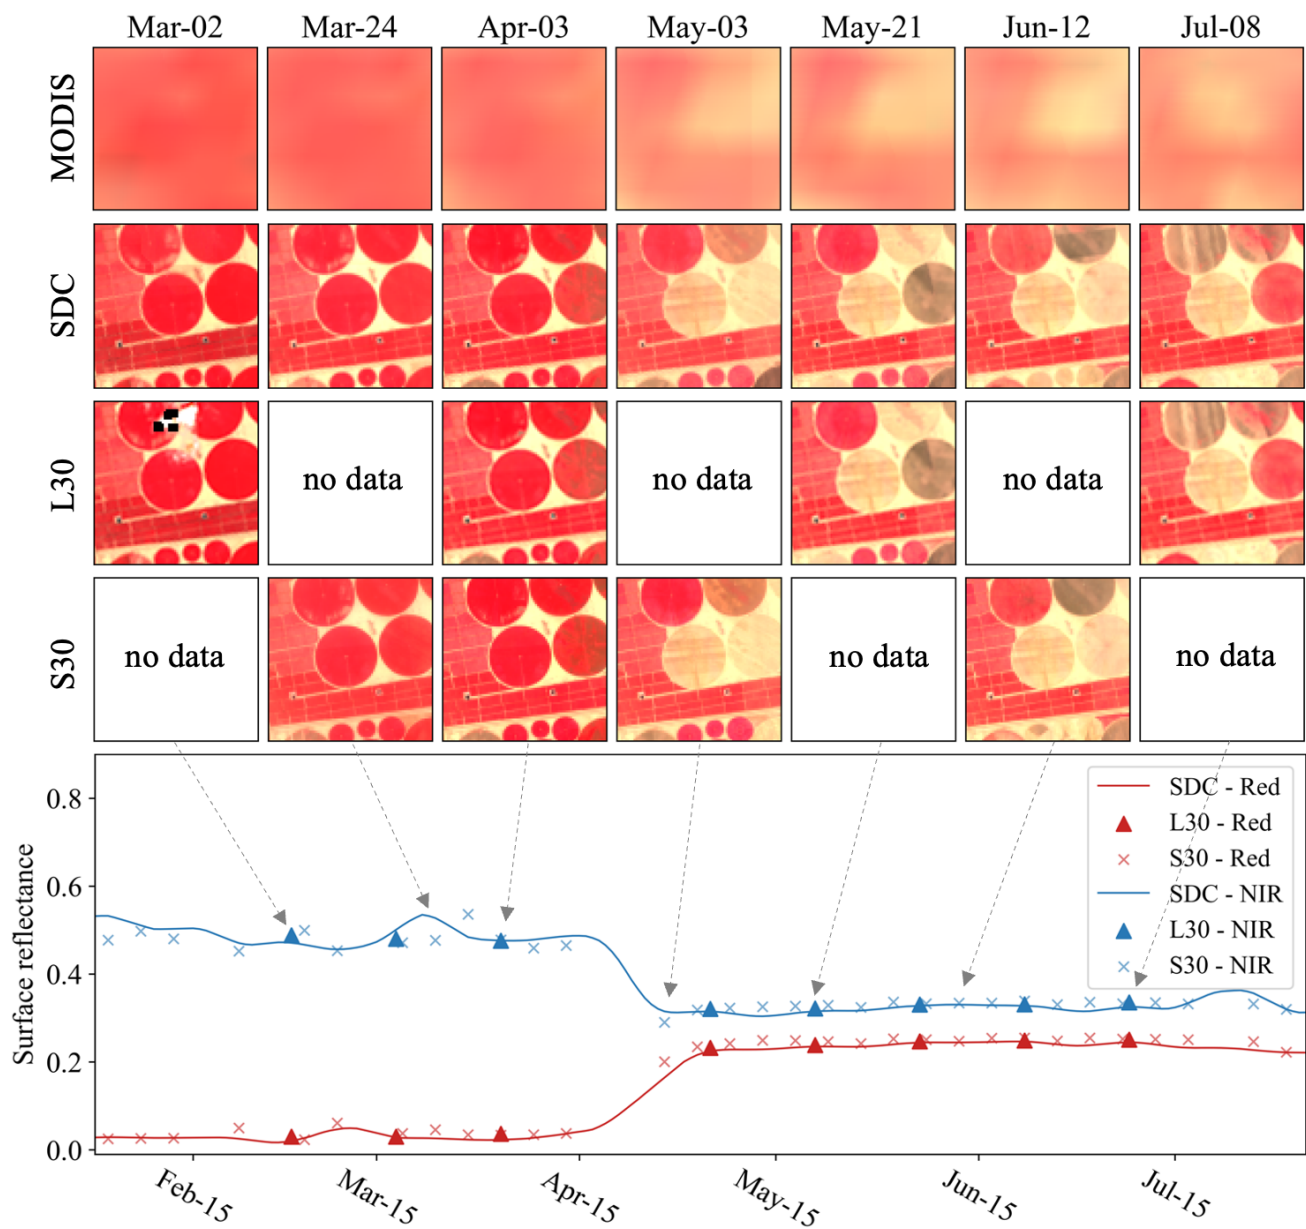 Mar-02 Mar-24 Apr-03 May-03 May-21 Jun-12 Jul-08
MODIS
SDC
L30
no data no data no data
S30
no data no data no data
SDC - Red
L30 - Red
S30 - Red
SDC - NIR
L30 - NIR
S30 - NIR
Surface reflectance
0.8
0.6
0.4
0.2
0.0
Feb-15 Mar-15 Apr-15 May-15 Jun-15 Jul-15